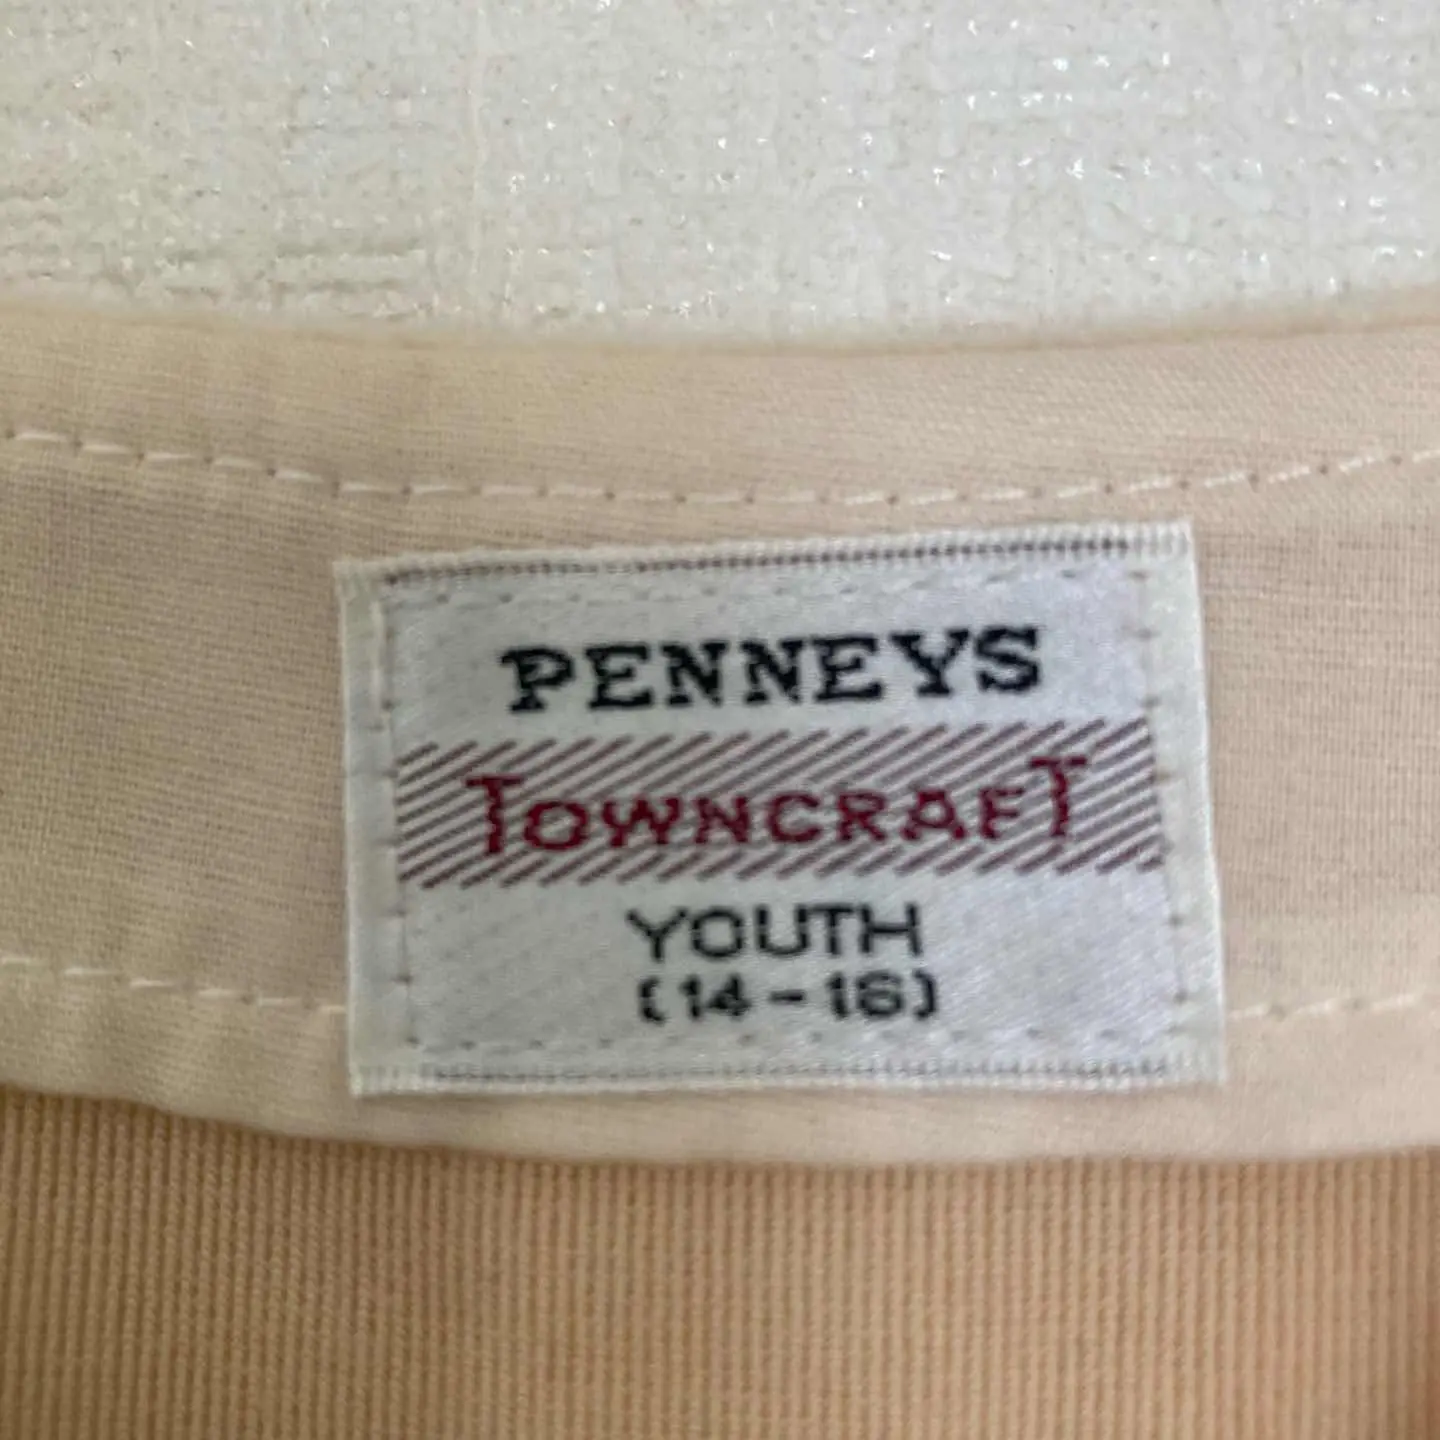 PENNEYS
TOWNCRAFT
YOUTH
(14-16)